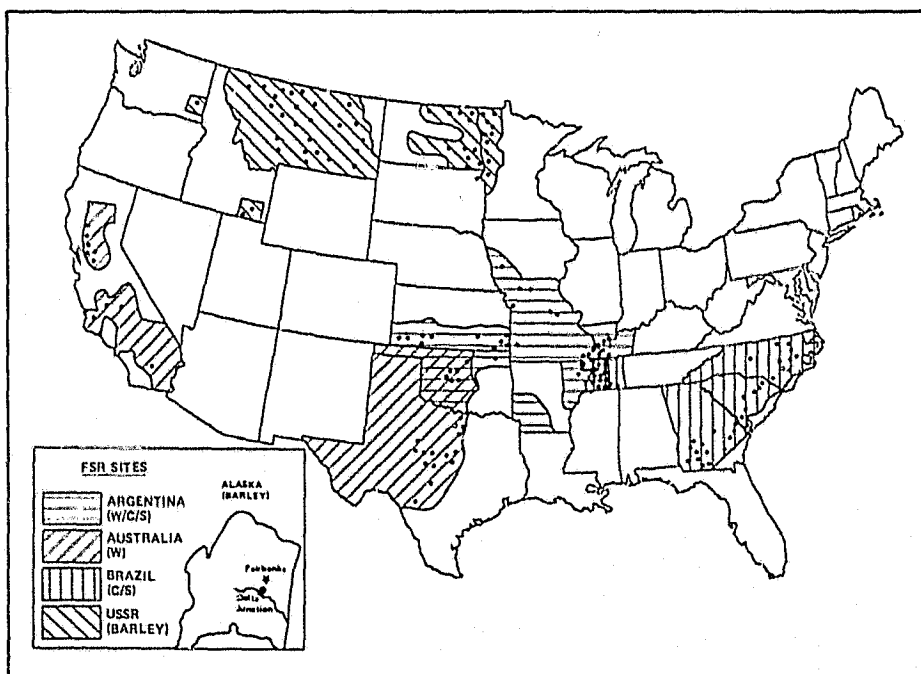 FSR SITES
ARGENTINA
(W/C/S)
AUSTRALIA
(W)
BRAZIL
(C/S)
USSR
(BARLEY)
ALASKA
(BARLEY)
Fairbanks
Delta
Junction